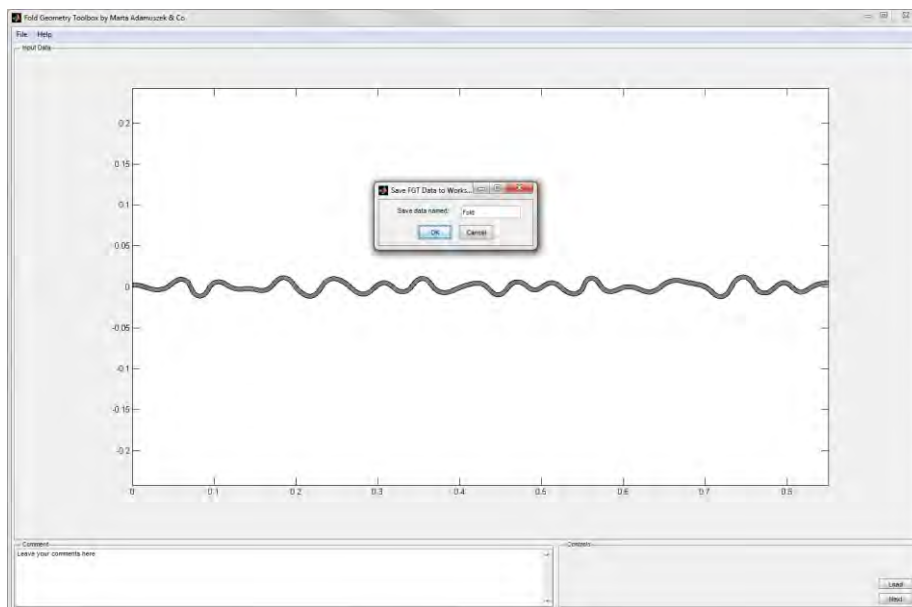 Fold Geometry Toolbox by Marta Adamuszek & Co.
File Help
Input Data
0.2
0.15
0.1
0.05
0
-0.05
-0.1
-0.15
-0.2
0 0.1 0.2 0.3 0.4 0.5 0.6 0.7 0.8
Save FGT Data to Works...
Save data named:
Fold
OK Cancel
Comment
Leave your comments here
Controls
Load
Next